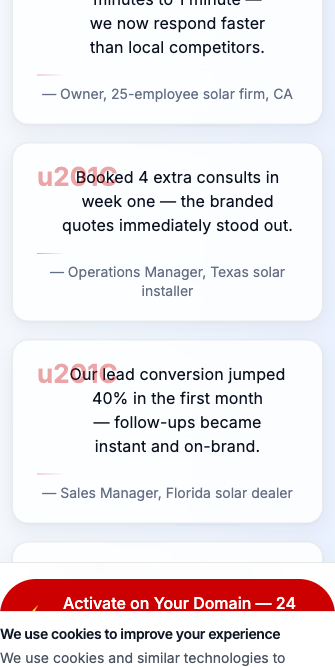 minutes to 1 minute —
we now respond faster
than local competitors.
— Owner, 25-employee solar firm, CA
u201C
Booked 4 extra consults in
week one — the branded
quotes immediately stood out.
— Operations Manager, Texas solar
installer
u201C
Our lead conversion jumped
40% in the first month
— follow-ups became
instant and on-brand.
— Sales Manager, Florida solar dealer
Activate on Your Domain — 24
We use cookies to improve your experience
We use cookies and similar technologies to